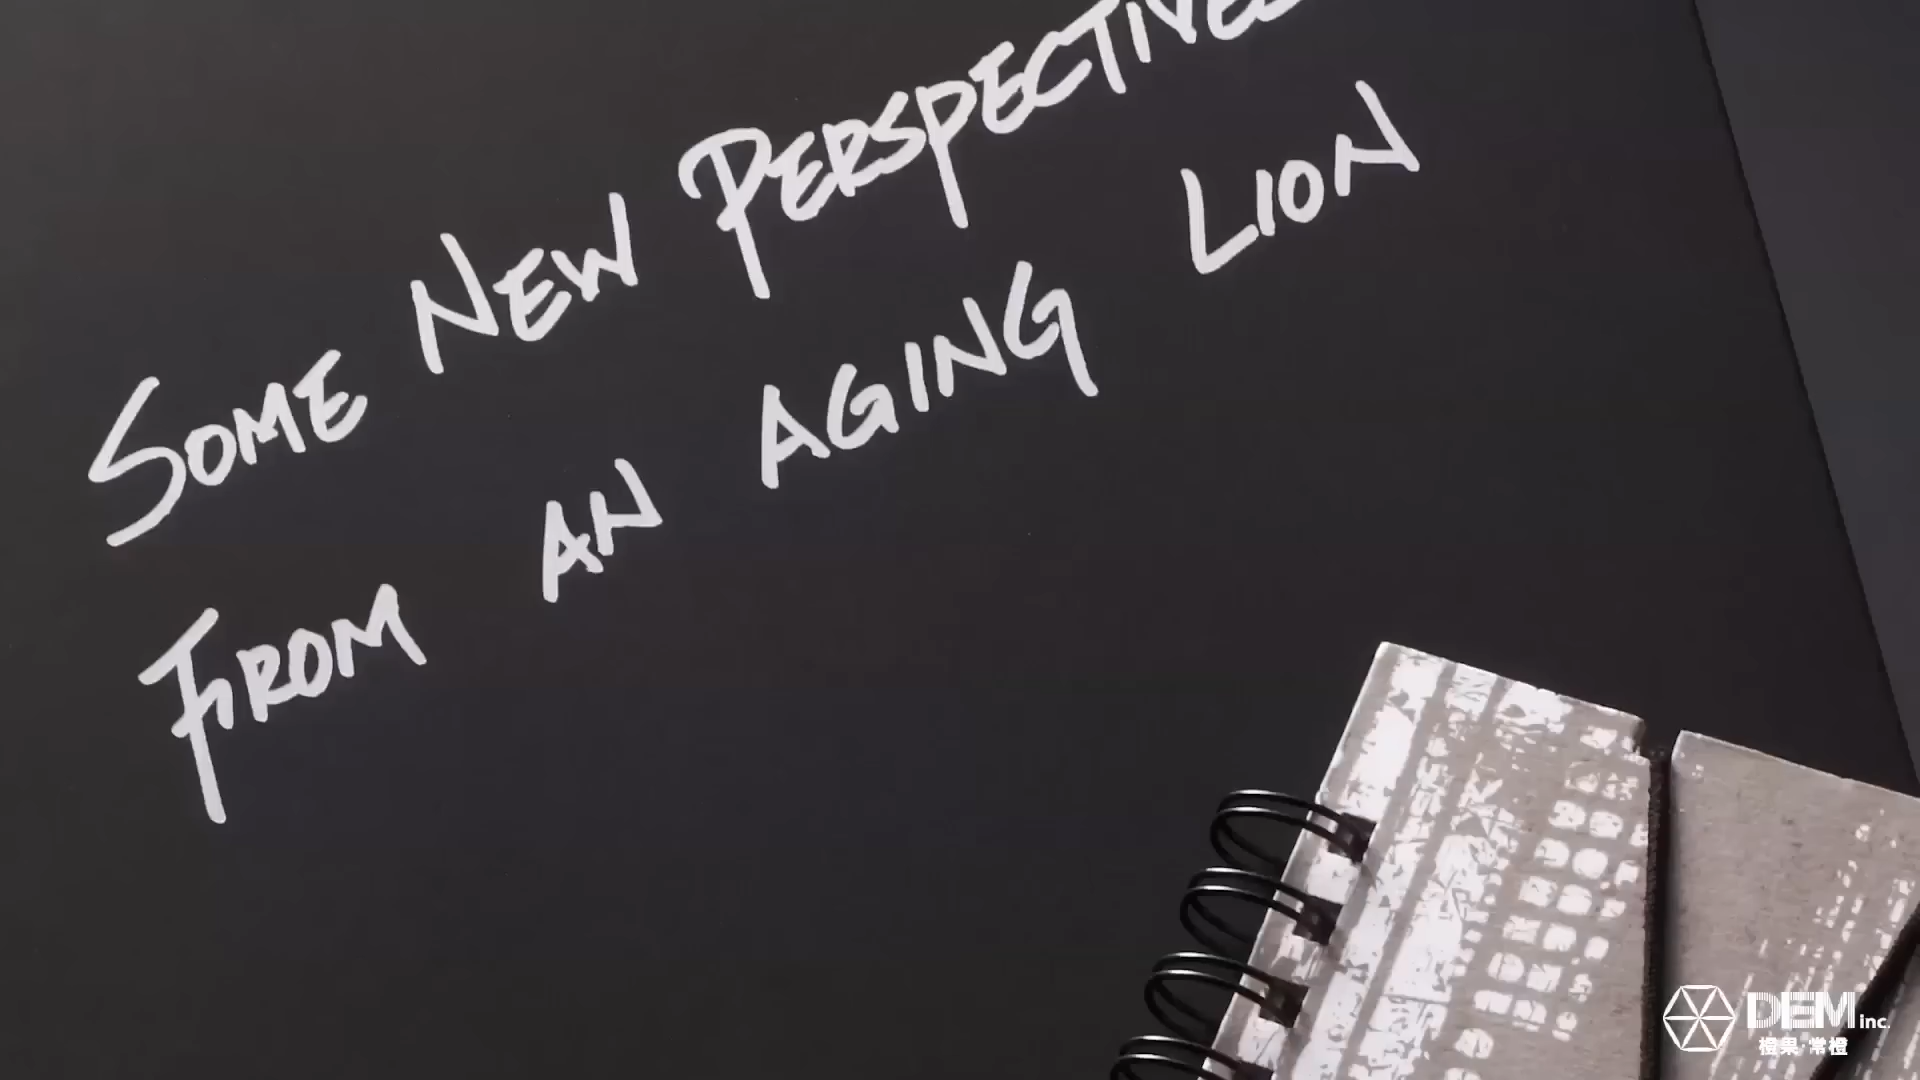 SOME NEW PERSPECTIVE
FROM AN AGING LION
DEM inc.
橙果·常橙